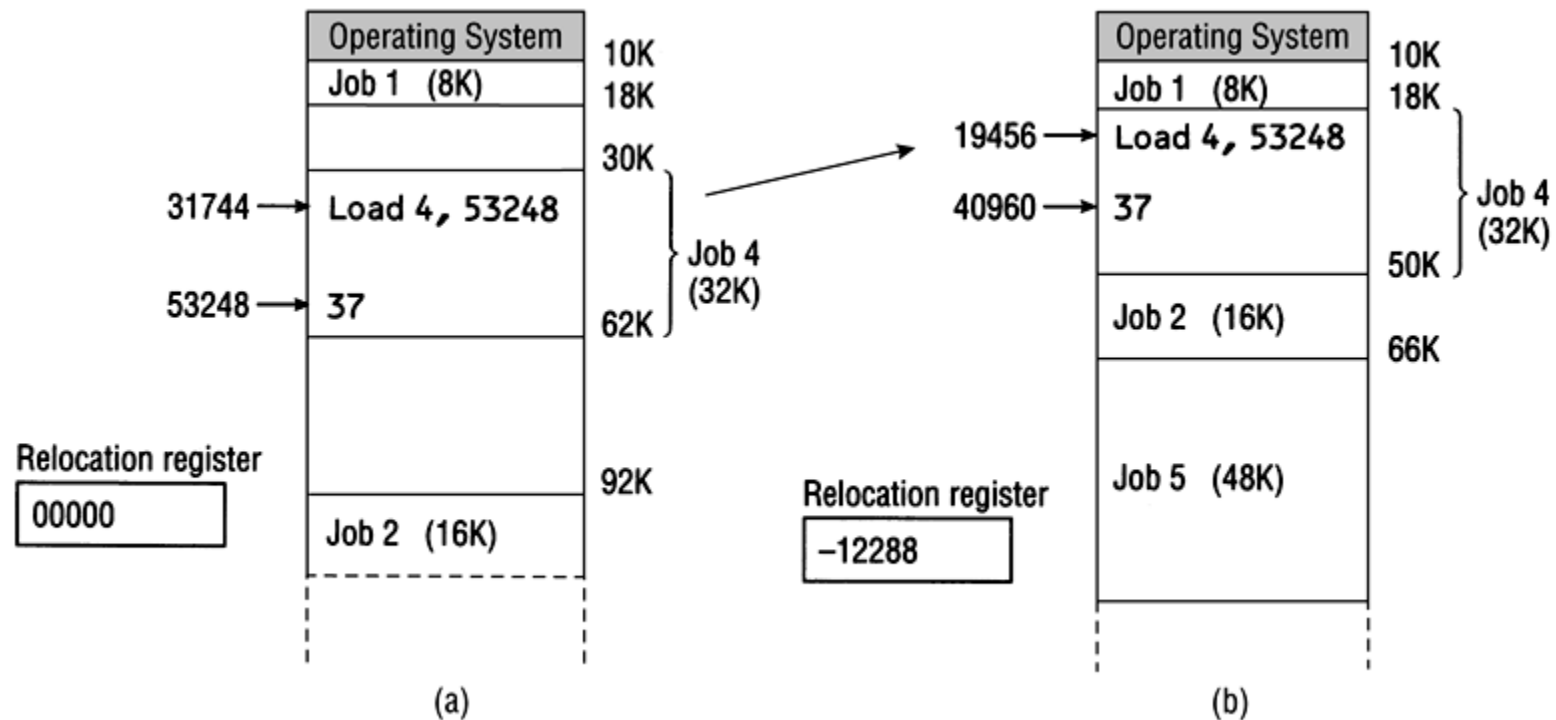 Operating System
10K
Job 1 (8K)
18K
30K
31744
Load 4, 53248
Job 4
(32K)
53248
37
62K
92K
Relocation register
00000
Job 2 (16K)
(a)
Operating System
10K
Job 1 (8K)
18K
19456
Load 4, 53248
40960
37
Job 4
(32K)
50K
Job 2 (16K)
66K
Job 5 (48K)
Relocation register
–12288
(b)